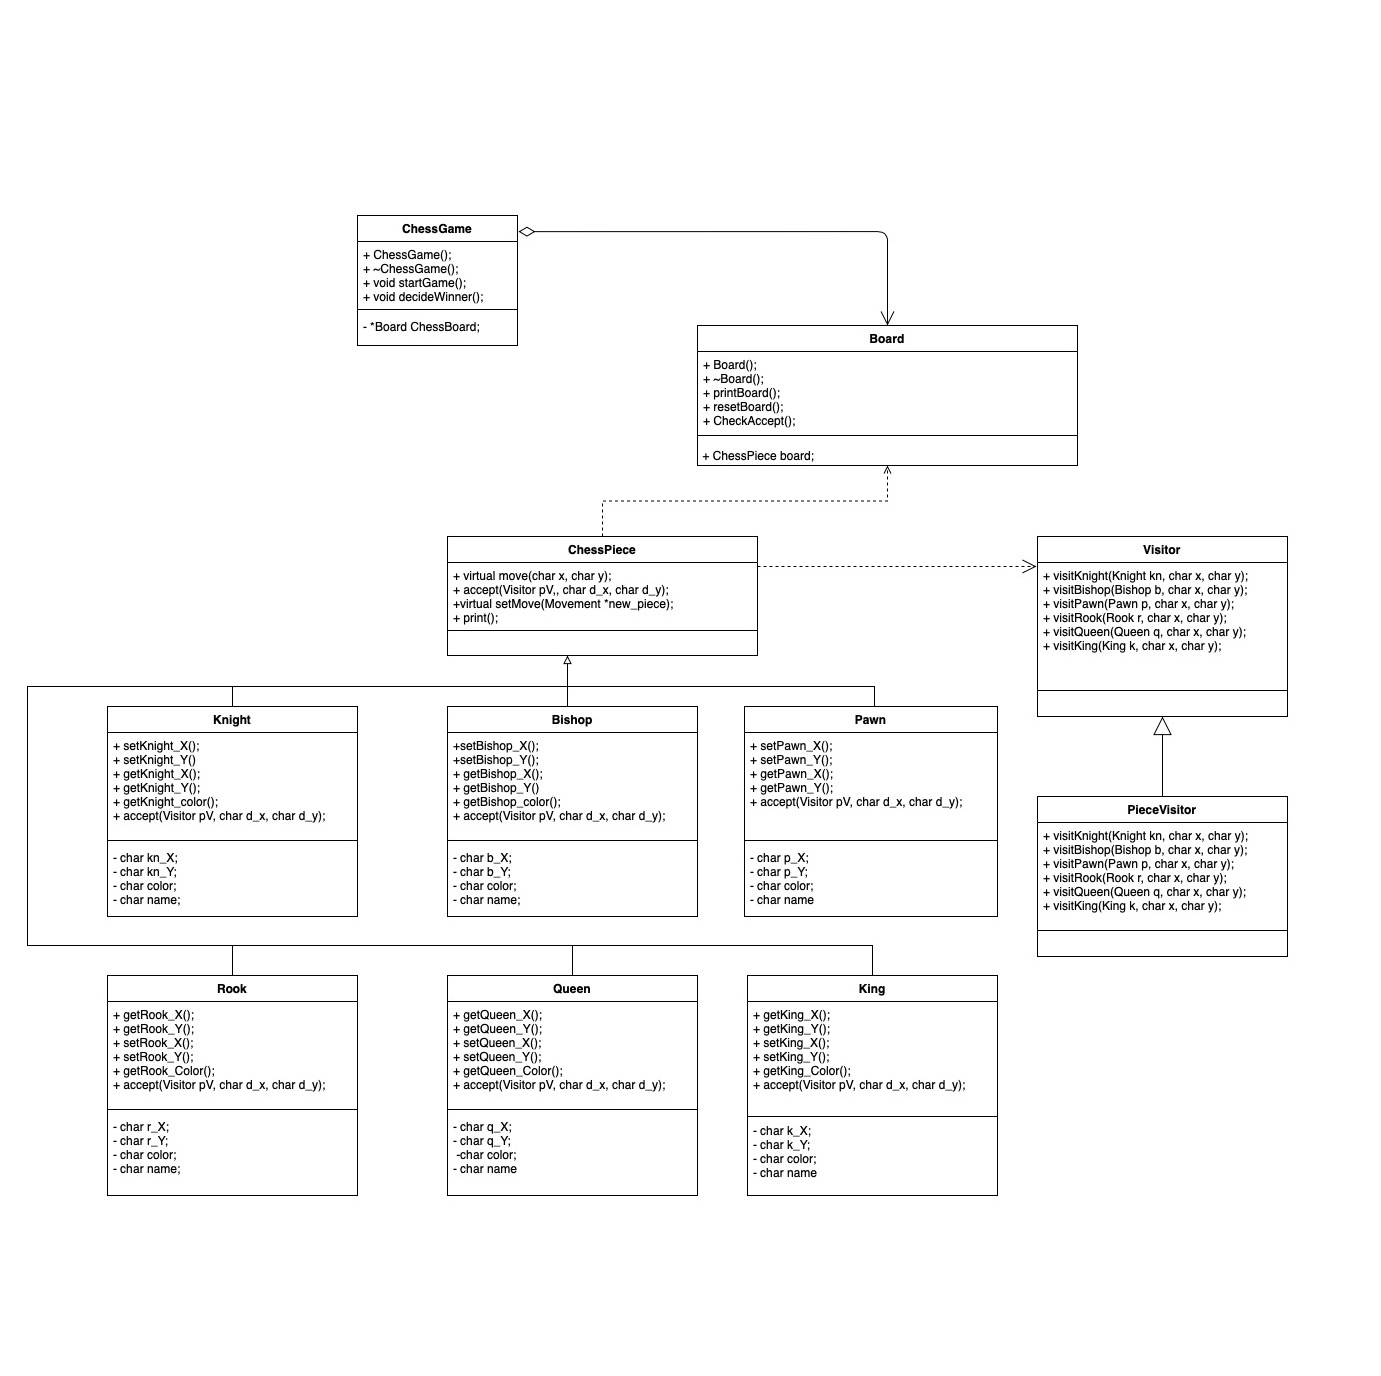 ChessGame
+ ChessGame();
+ ~ChessGame();
+ void startGame();
+ void decideWinner();
- *Board ChessBoard;
Board
+ Board();
+ ~Board();
+ printBoard();
+ resetBoard();
+ CheckAccept();
+ ChessPiece board;
ChessPiece
+ virtual move(char x, char y);
+ accept(Visitor pV,, char d_x, char d_y);
+virtual setMove(Movement *new_piece);
+ print();
Visitor
+ visitKnight(Knight kn, char x, char y);
+ visitBishop(Bishop b, char x, char y);
+ visitPawn(Pawn p, char x, char y);
+ visitRook(Rook r, char x, char y);
+ visitQueen(Queen q, char x, char y);
+ visitKing(King k, char x, char y);
Knight
+ setKnight_X();
+ setKnight_Y()
+ getKnight_X();
+ getKnight_Y();
+ getKnight_color();
+ accept(Visitor pV, char d_x, char d_y);
- char kn_X;
- char kn_Y;
- char color;
- char name;
Bishop
+setBishop_X();
+setBishop_Y();
+ getBishop_X();
+ getBishop_Y()
+ getBishop_color();
+ accept(Visitor pV, char d_x, char d_y);
- char b_X;
- char b_Y;
- char color;
- char name;
Pawn
+ setPawn_X();
+ setPawn_Y();
+ getPawn_X();
+ getPawn_Y();
+ accept(Visitor pV, char d_x, char d_y);
- char p_X;
- char p_Y;
- char color;
- char name
PieceVisitor
+ visitKnight(Knight kn, char x, char y);
+ visitBishop(Bishop b, char x, char y);
+ visitPawn(Pawn p, char x, char y);
+ visitRook(Rook r, char x, char y);
+ visitQueen(Queen q, char x, char y);
+ visitKing(King k, char x, char y);
Rook
+ getRook_X();
+ getRook_Y();
+ setRook_X();
+ setRook_Y();
+ getRook_Color();
+ accept(Visitor pV, char d_x, char d_y);
- char r_X;
- char r_Y;
- char color;
- char name;
Queen
+ getQueen_X();
+ getQueen_Y();
+ setQueen_X();
+ setQueen_Y();
+ getQueen_Color();
+ accept(Visitor pV, char d_x, char d_y);
- char q_X;
- char q_Y;
-char color;
- char name
King
+ getKing_X();
+ getKing_Y();
+ setKing_X();
+ setKing_Y();
+ getKing_Color();
+ accept(Visitor pV, char d_x, char d_y);
- char k_X;
- char k_Y;
- char color;
- char name